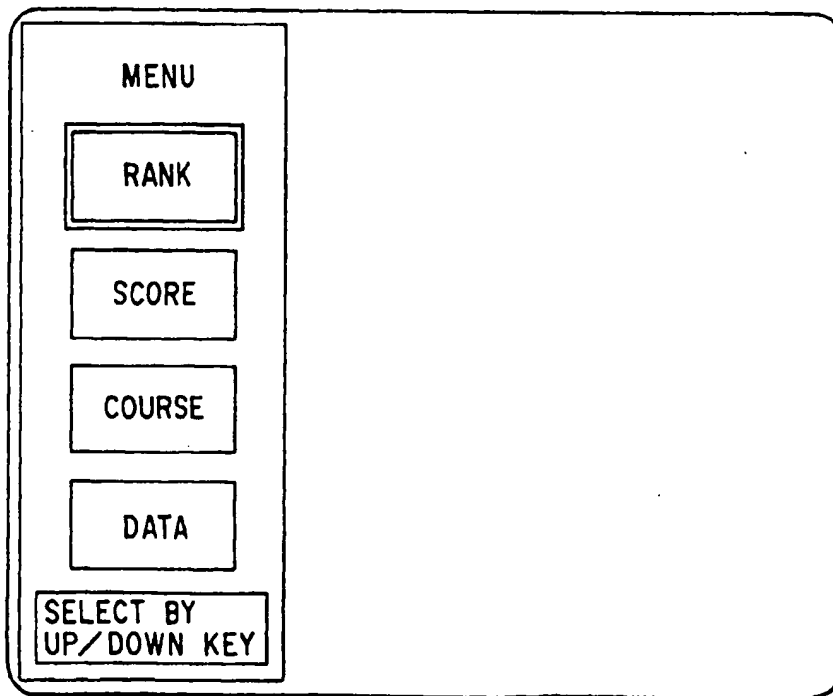 MENU
RANK
SCORE
COURSE
DATA
SELECT BY
UP/DOWN KEY